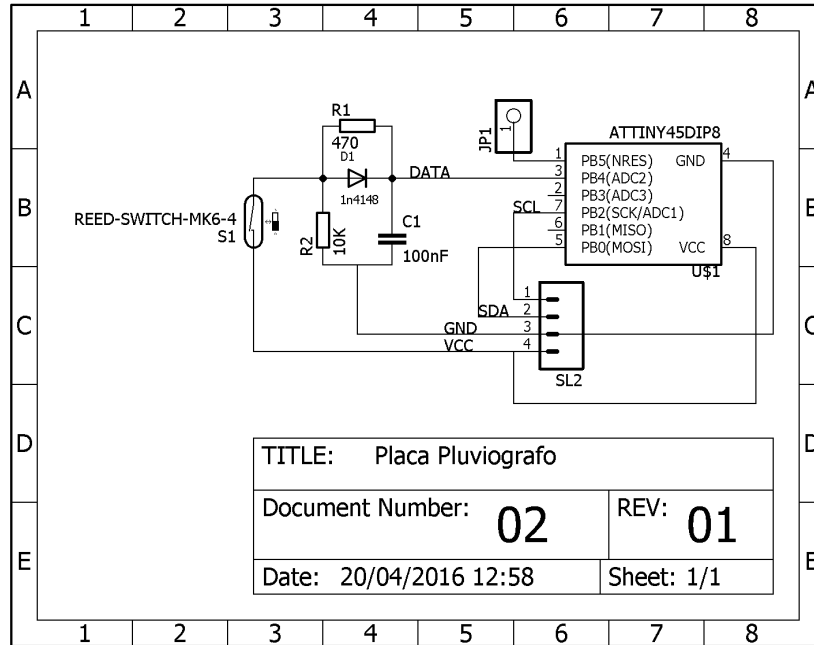 1 2 3 4 5 6 7 8
A A
R1
470
D1
1n4148
JP1
1
ATTINY45DIP8
1 PB5(NRES) GND 4
3 PB4(ADC2)
2 PB3(ADC3)
7 PB2(SCK/ADC1)
6 PB1(MISO)
5 PB0(MOSI) VCC 8
U$1
B B
DATA
SCL
REED-SWITCH-MK6-4
S1
R2
10K
C1
100nF
C C
1
SDA 2
GND 3
VCC 4
SL2
D D
TITLE: Placa Pluviografo
Document Number: 02
REV: 01
E E
Date: 20/04/2016 12:58
Sheet: 1/1
1 2 3 4 5 6 7 8